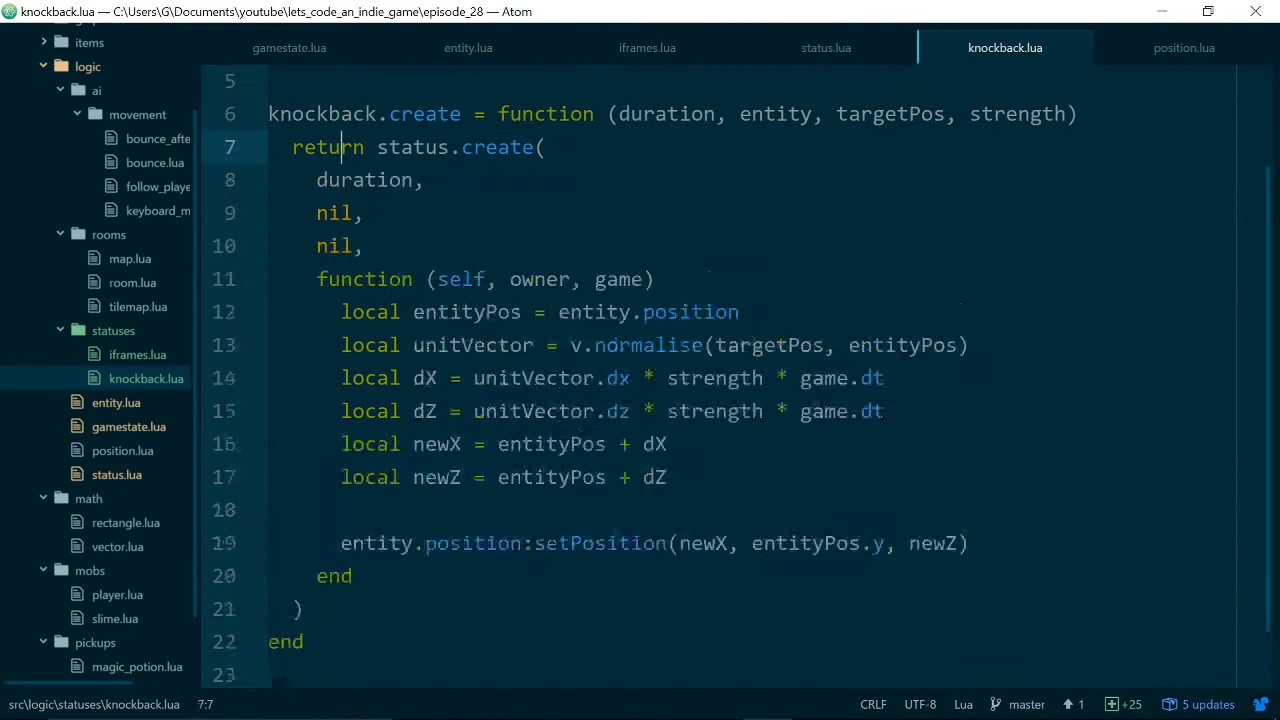 knockback.lua — C:\Users\G\Documents\youtube\lets_code_an_indie_game\episode_28 — Atom
items
logic
ai
movement
bounce_afte
bounce.lua
follow_playe
keyboard_m
rooms
map.lua
room.lua
tilemap.lua
statuses
iframes.lua
knockback.lua
entity.lua
gamestate.lua
position.lua
status.lua
math
rectangle.lua
vector.lua
mobs
player.lua
slime.lua
pickups
magic_potion.lua
gamestate.lua entity.lua iframes.lua status.lua knockback.lua position.lua
5
6 knockback.create = function (duration, entity, targetPos, strength)
7 return status.create(
8 duration,
9 nil,
10 nil,
11 function (self, owner, game)
12 local entityPos = entity.position
13 local unitVector = v.normalise(targetPos, entityPos)
14 local dX = unitVector.dx * strength * game.dt
15 local dZ = unitVector.dz * strength * game.dt
16 local newX = entityPos + dX
17 local newZ = entityPos + dZ
18
19 entity.position:setPosition(newX, entityPos.y, newZ)
20 end
21 )
22 end
23
src\logic\statuses\knockback.lua 7:7 CRLF UTF-8 Lua master 1 +25 5 updates